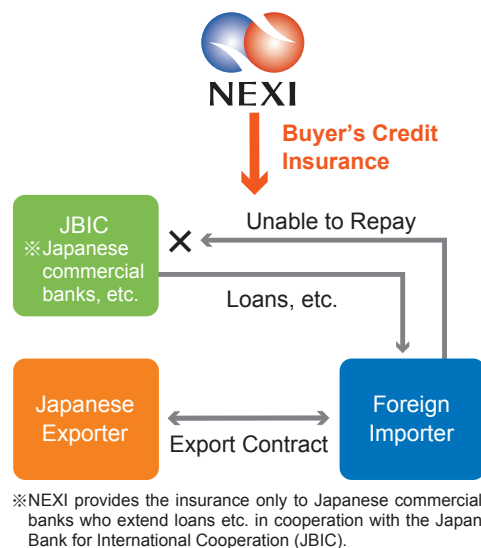 NEXI
Buyer's Credit
Insurance
JBIC
※Japanese
commercial
banks, etc.
Unable to Repay
Loans, etc.
Japanese
Exporter
Export Contract
Foreign
Importer
※NEXI provides the insurance only to Japanese commercial
banks who extend loans etc. in cooperation with the Japan
Bank for International Cooperation (JBIC).